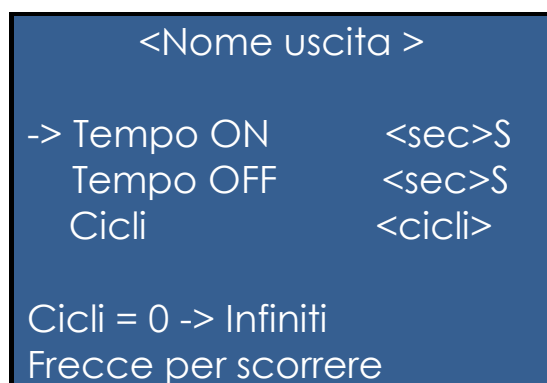 <Nome uscita >
-> Tempo ON <sec>S
Tempo OFF <sec>S
Cicli <cicli>
Cicli = 0 -> Infiniti
Frecce per scorrere